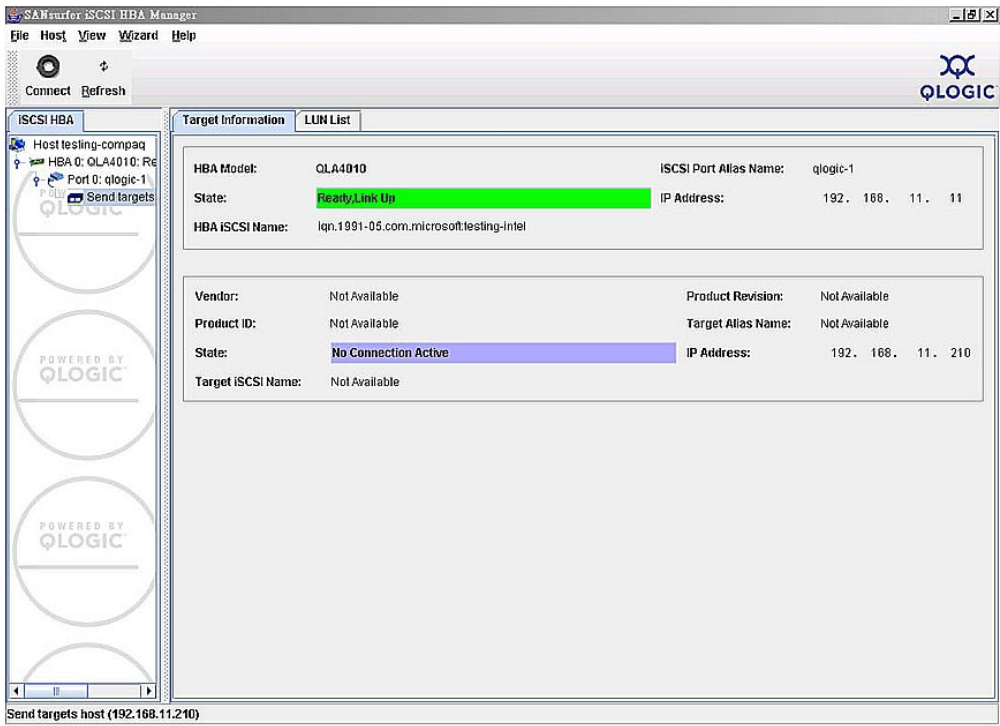 SANsurfer iSCSI HBA Manager
File Host View Wizard Help
Connect Refresh
QLOGIC
iSCSI HBA
Target Information LUN List
Host testing-compaq
HBA 0: QLA4010: Re
Port 0: qlogic-1
Send targets
QLOGIC
POWERED BY
QLOGIC
POWERED BY
QLOGIC
HBA Model: QLA4010 iSCSI Port Alias Name: qlogic-1
State: Ready,Link Up IP Address: 192. 168. 11. 11
HBA iSCSI Name: iqn.1991-05.com.microsoft:testing-intel
Vendor: Not Available Product Revision: Not Available
Product ID: Not Available Target Alias Name: Not Available
State: No Connection Active IP Address: 192. 168. 11. 210
Target iSCSI Name: Not Available
Send targets host (192.168.11.210)